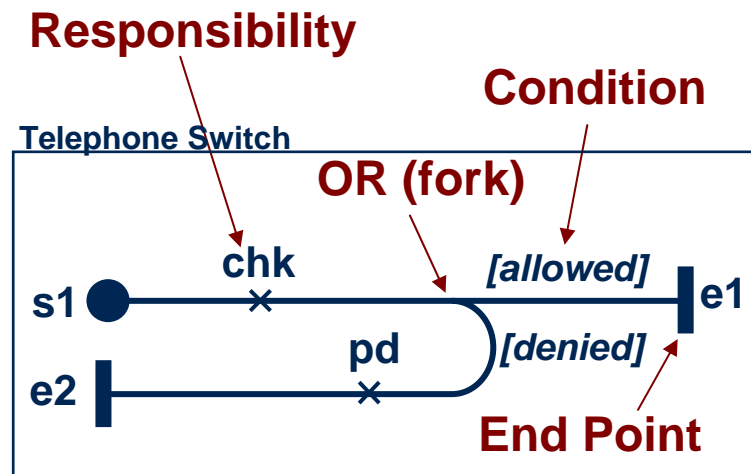 Responsibility
Condition
Telephone Switch
OR (fork)
chk
[allowed]
s1
e1
pd
[denied]
e2
End Point